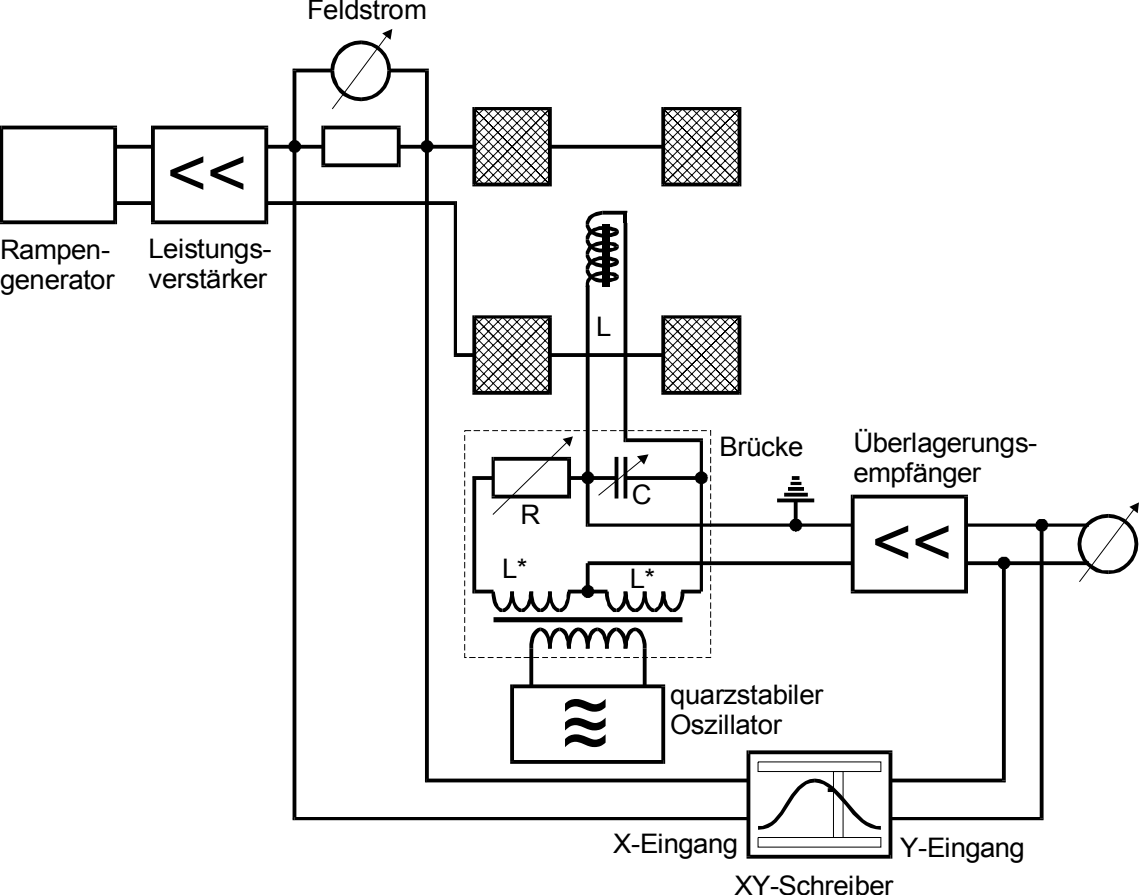 Feldstrom
<<
Rampen-
generator
Leistungs-
verstärker
L
Brücke
Überlagerungs-
empfänger
C
R
<<
L*
L*
quarzstabiler
Oszillator
X-Eingang
Y-Eingang
XY-Schreiber